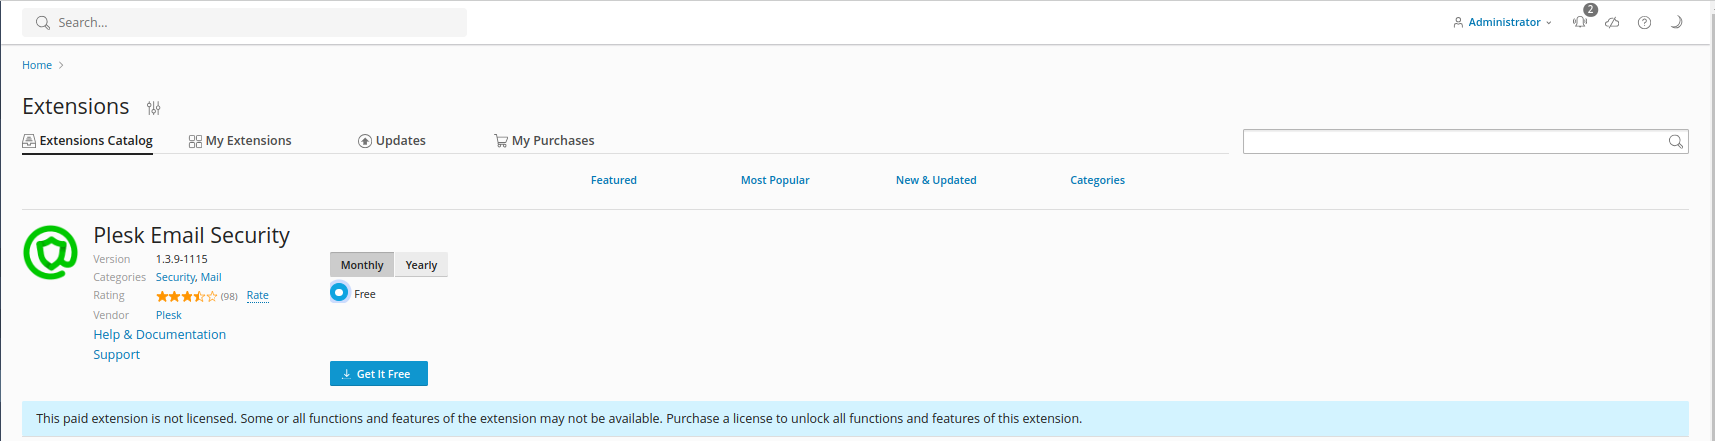 Search...
Administrator
2
Home
Extensions
Extensions Catalog My Extensions Updates My Purchases
Featured Most Popular New & Updated Categories
Plesk Email Security
Version 1.3.9-1115
Categories Security, Mail
Rating (98) Rate
Vendor Plesk
Help & Documentation
Support
Monthly Yearly
Free
Get It Free
This paid extension is not licensed. Some or all functions and features of the extension may not be available. Purchase a license to unlock all functions and features of this extension.